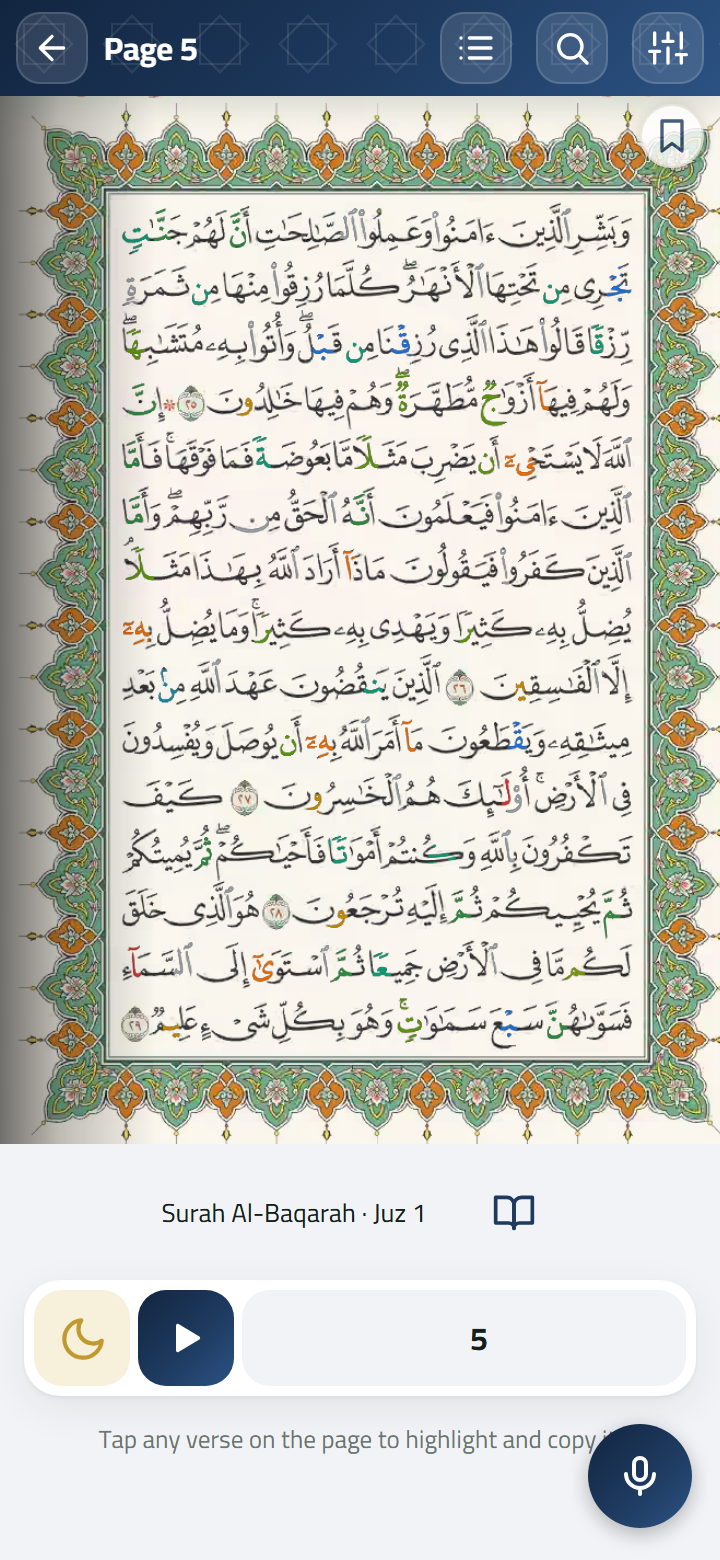 Page 5
وَبَشِّرِ ٱلَّذِينَ ءَامَنُوا۟ وَعَمِلُوا۟ ٱلصَّـٰلِحَـٰتِ أَنَّ لَهُمْ جَنَّـٰتٍ
تَجْرِى مِن تَحْتِهَا ٱلْأَنْهَـٰرُ ۖ كُلَّمَا رُزِقُوا۟ مِنْهَا مِن ثَمَرَةٍ
رِّزْقًا قَالُوا۟ هَـٰذَا ٱلَّذِى رُزِقْنَا مِن قَبْلُ ۖ وَأُتُوا۟ بِهِۦ مُتَشَـٰبِهًا ۖ
وَلَهُمْ فِيهَآ أَزْوَٰجٌ مُّطَهَّرَةٌ ۖ وَهُمْ فِيهَا خَـٰلِدُونَ ٢٥ * إِنَّ
ٱللَّهَ لَا يَسْتَحْىِۦٓ أَن يَضْرِبَ مَثَلًا مَّا بَعُوضَةً فَمَا فَوْقَهَا ۚ فَأَمَّا
ٱلَّذِينَ ءَامَنُوا۟ فَيَعْلَمُونَ أَنَّهُ ٱلْحَقُّ مِن رَّبِّهِمْ ۖ وَأَمَّا
ٱلَّذِينَ كَفَرُوا۟ فَيَقُولُونَ مَاذَآ أَرَادَ ٱللَّهُ بِهَـٰذَا مَثَلًا ۘ
يُضِلُّ بِهِۦ كَثِيرًا وَيَهْدِى بِهِۦ كَثِيرًا ۚ وَمَا يُضِلُّ بِهِۦٓ
إِلَّا ٱلْفَـٰسِقِينَ ٢٦ ٱلَّذِينَ يَنقُضُونَ عَهْدَ ٱللَّهِ مِنۢ بَعْدِ
مِيثَـٰقِهِۦ وَيَقْطَعُونَ مَآ أَمَرَ ٱللَّهُ بِهِۦٓ أَن يُوصَلَ وَيُفْسِدُونَ
فِى ٱلْأَرْضِ ۚ أُو۟لَـٰٓئِكَ هُمُ ٱلْخَـٰسِرُونَ ٢٧ كَيْفَ
تَكْفُرُونَ بِٱللَّهِ وَكُنتُمْ أَمْوَٰتًا فَأَحْيَـٰكُمْ ۖ ثُمَّ يُمِيتُكُمْ
ثُمَّ يُحْيِيكُمْ ثُمَّ إِلَيْهِ تُرْجَعُونَ ٢٨ هُوَ ٱلَّذِى خَلَقَ
لَكُم مَّا فِى ٱلْأَرْضِ جَمِيعًا ثُمَّ ٱسْتَوَىٰٓ إِلَى ٱلسَّمَآءِ
فَسَوَّىٰهُنَّ سَبْعَ سَمَـٰوَٰتٍ ۚ وَهُوَ بِكُلِّ شَىْءٍ عَلِيمٌ ٢٩
Surah Al-Baqarah · Juz 1
5
Tap any verse on the page to highlight and copy